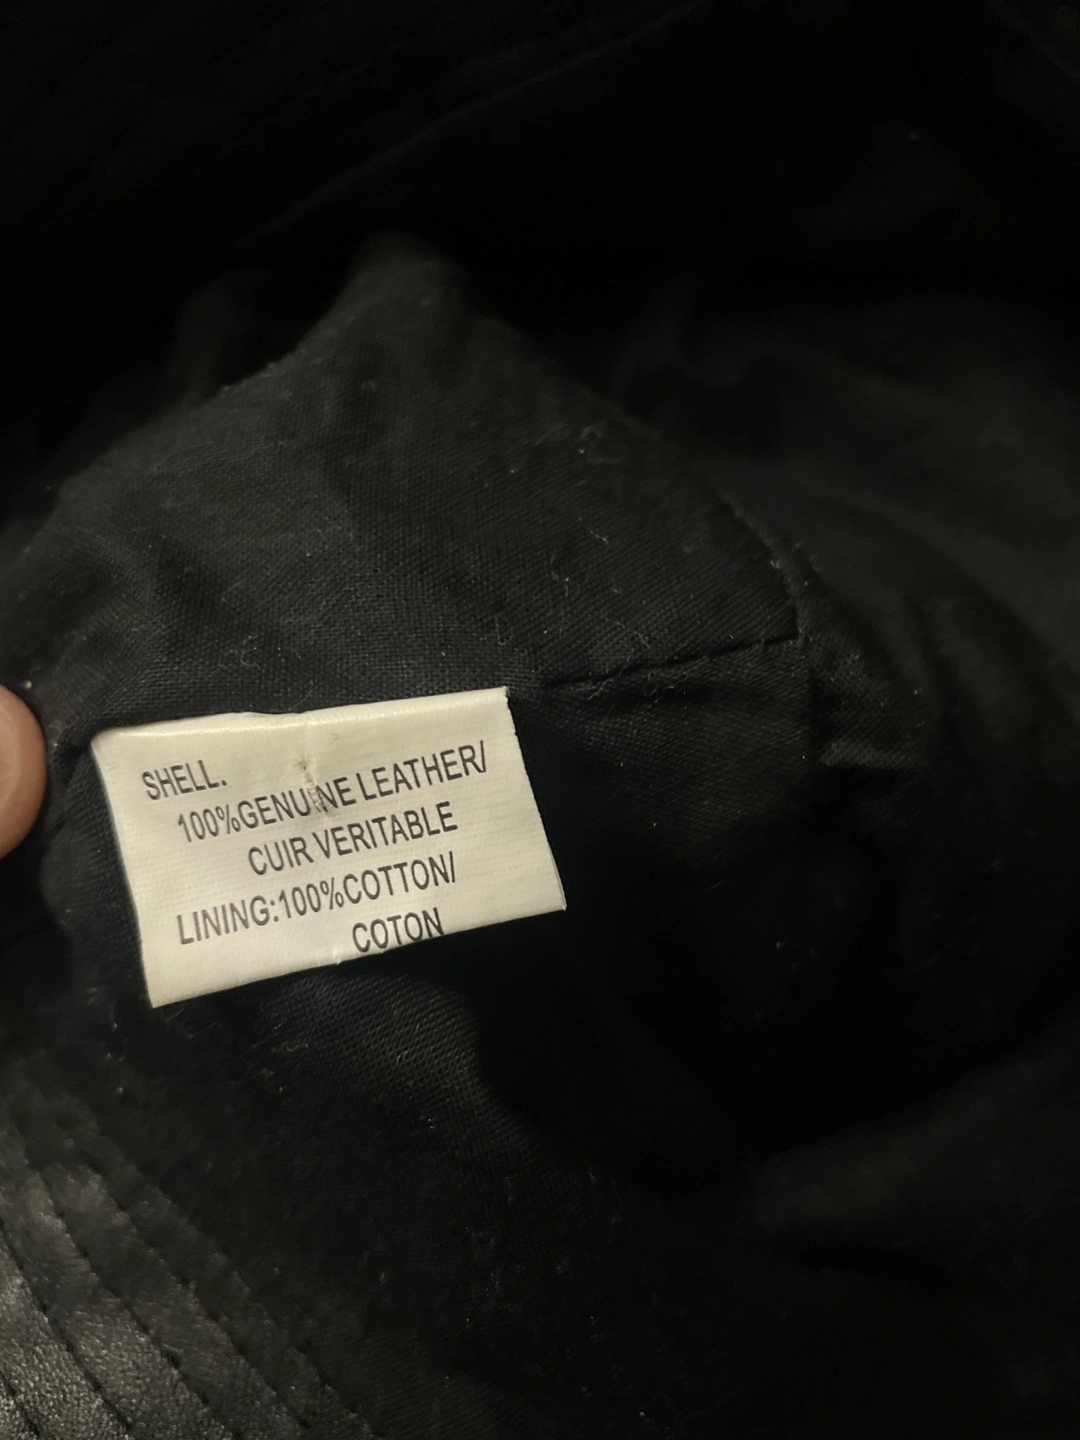 SHELL.
100%GENUINE LEATHER/
CUIR VERITABLE
LINING:100%COTTON/
COTON